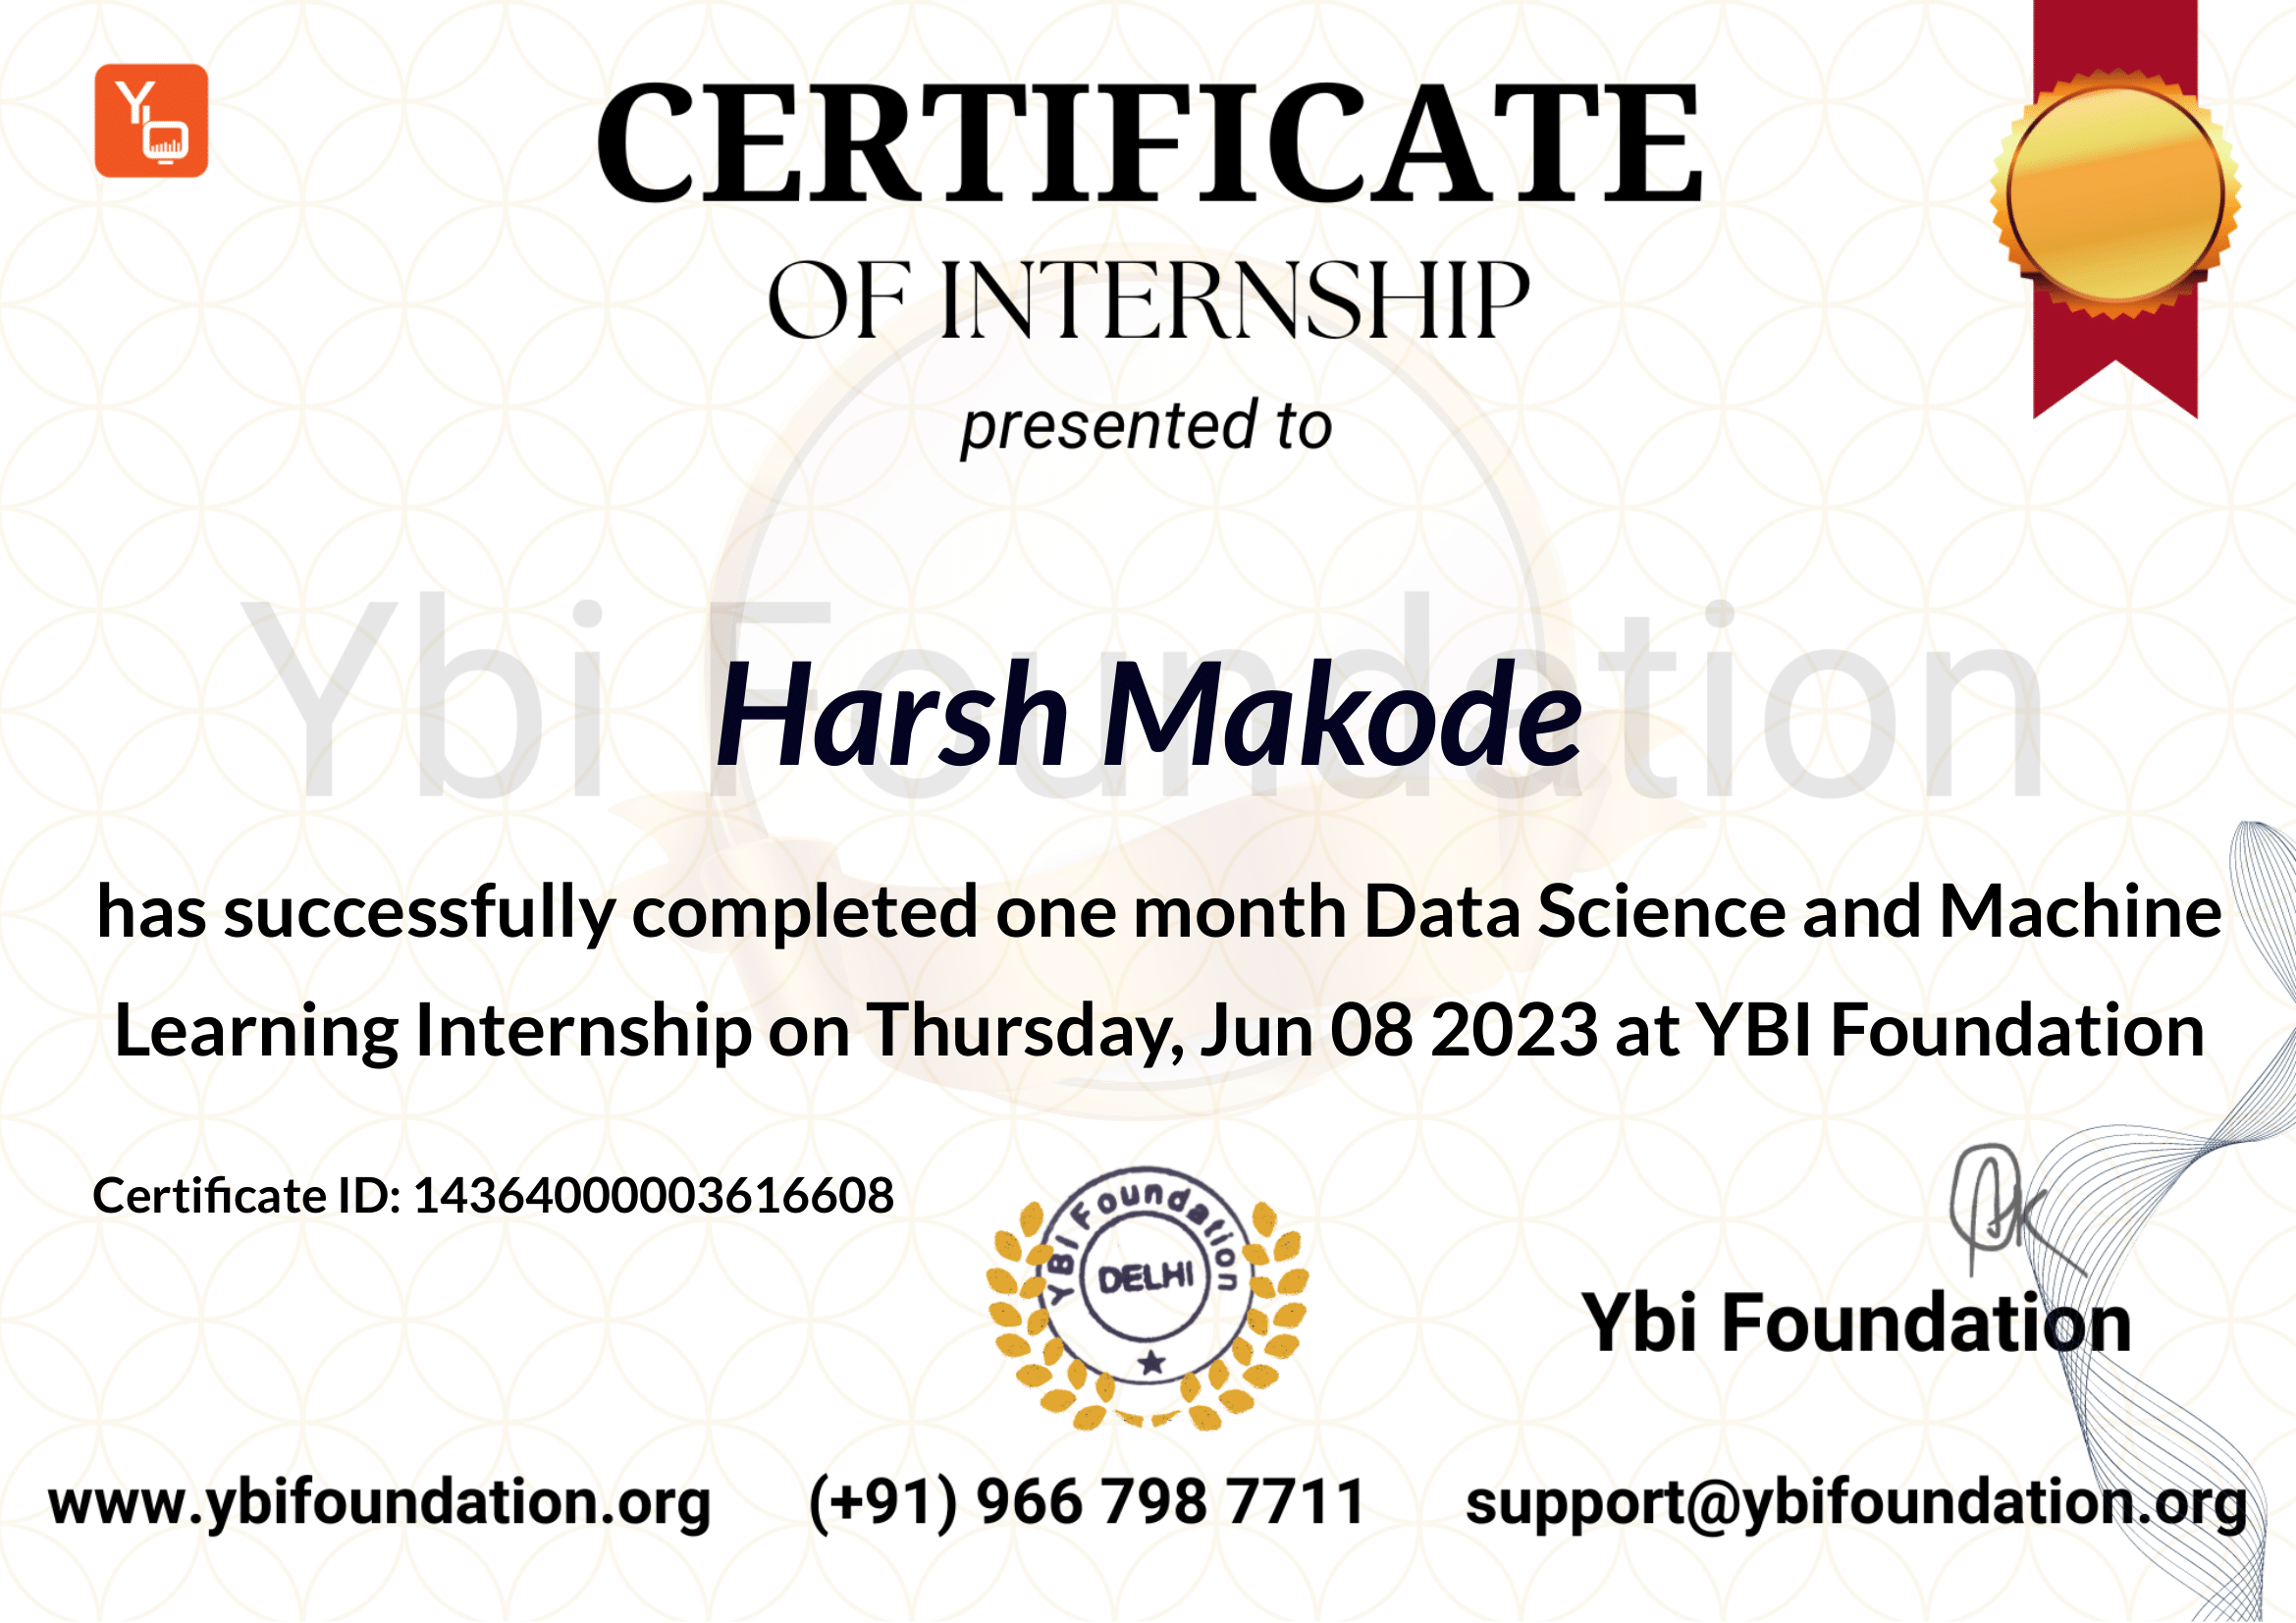 CERTIFICATE
OF INTERNSHIP
presented to
Ybi Foundation
Harsh Makode
has successfully completed one month Data Science and Machine
Learning Internship on Thursday, Jun 08 2023 at YBI Foundation
Certificate ID: 143640000003616608
YBI Foundation
DELHI
Ybi Foundation
www.ybifoundation.org
(+91) 966 798 7711
support@ybifoundation.org